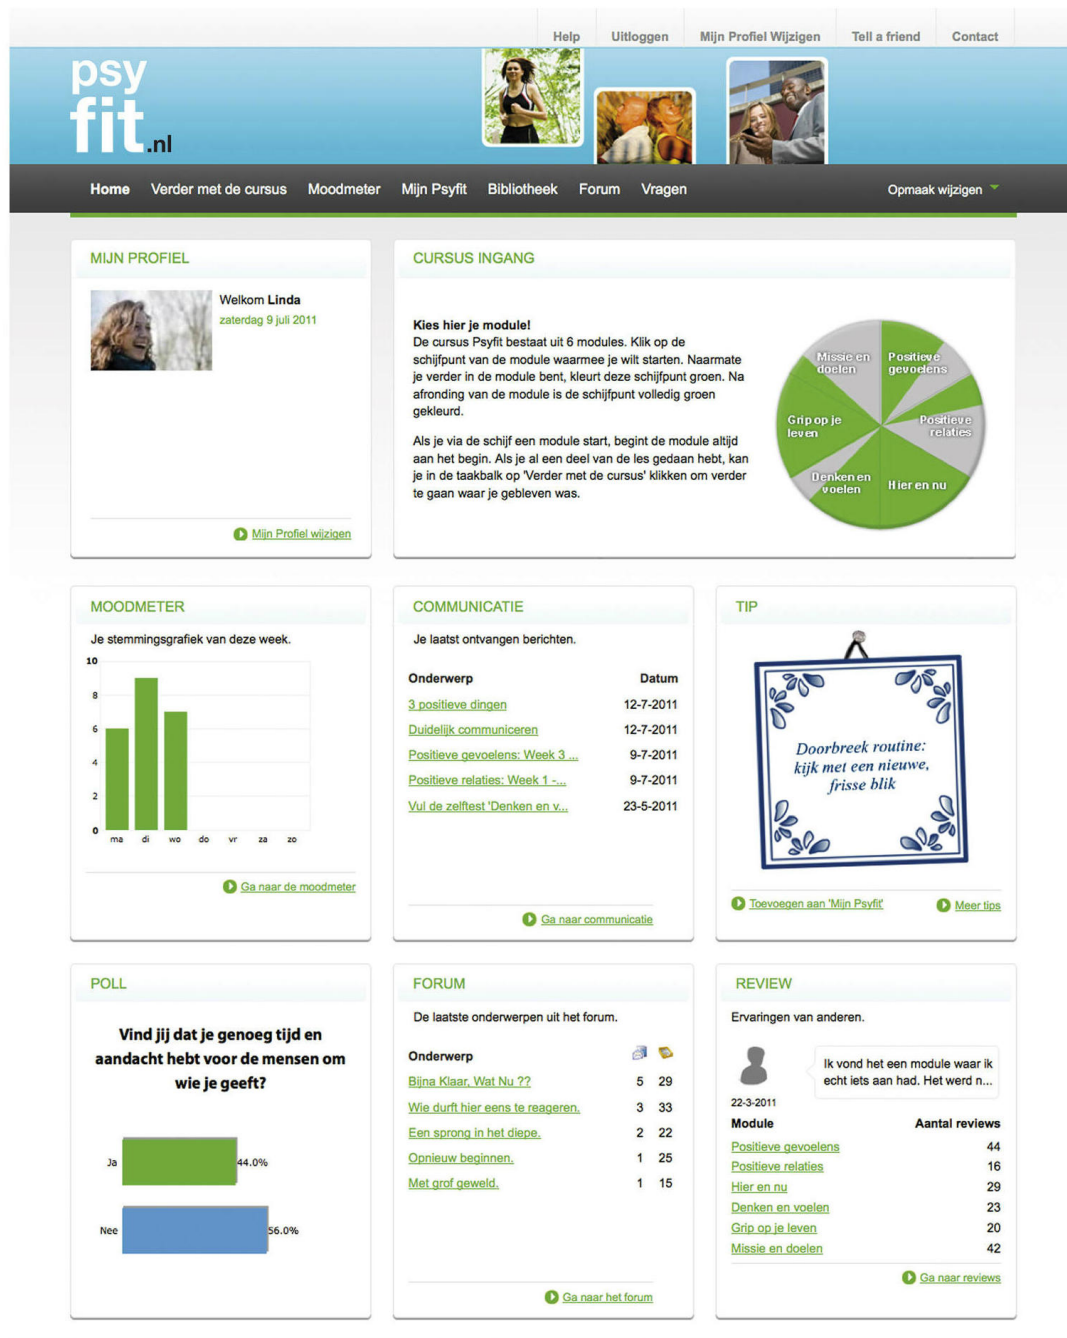 Help Uitloggen Mijn Profiel Wijzigen Tell a friend Contact
psy
fit.nl
Home Verder met de cursus Moodmeter Mijn Psyfit Bibliotheek Forum Vragen Opmaak wijzigen
MIJN PROFIEL
Welkom Linda
zaterdag 9 juli 2011
Mijn Profiel wijzigen
CURSUS INGANG
Kies hier je module!
De cursus Psyfit bestaat uit 6 modules. Klik op de
schijfpunt van de module waarmee je wilt starten. Naarmate
je verder in de module bent, kleurt deze schijfpunt groen. Na
afronding van de module is de schijfpunt volledig groen
gekleurd.
Als je via de schijf een module start, begint de module altijd
aan het begin. Als je al een deel van de les gedaan hebt, kan
je in de taakbalk op 'Verder met de cursus' klikken om verder
te gaan waar je gebleven was.
Missie en
doelen
Positieve
gevoelens
Grip op je
leven
Positieve
relaties
Denken en
voelen
Hier en nu
MOODMETER
Je stemmingsgrafiek van deze week.
10
8
6
4
2
0
ma di wo do vr za zo
Ga naar de moodmeter
COMMUNICATIE
Je laatst ontvangen berichten.
Onderwerp Datum
3 positieve dingen 12-7-2011
Duidelijk communiceren 12-7-2011
Positieve gevoelens: Week 3 ... 9-7-2011
Positieve relaties: Week 1 -... 9-7-2011
Vul de zelftest 'Denken en v... 23-5-2011
Ga naar communicatie
TIP
Doorbreek routine:
kijk met een nieuwe,
frisse blik
Toevoegen aan 'Mijn Psyfit' Meer tips
POLL
Vind jij dat je genoeg tijd en
aandacht hebt voor de mensen om
wie je geeft?
Ja 44.0%
Nee 56.0%
FORUM
De laatste onderwerpen uit het forum.
Onderwerp
Bijna Klaar, Wat Nu ?? 5 29
Wie durft hier eens te reageren. 3 33
Een sprong in het diepe. 2 22
Opnieuw beginnen. 1 25
Met grof geweld. 1 15
Ga naar het forum
REVIEW
Ervaringen van anderen.
Ik vond het een module waar ik
echt iets aan had. Het werd n...
22-3-2011
Module Aantal reviews
Positieve gevoelens 44
Positieve relaties 16
Hier en nu 29
Denken en voelen 23
Grip op je leven 20
Missie en doelen 42
Ga naar reviews